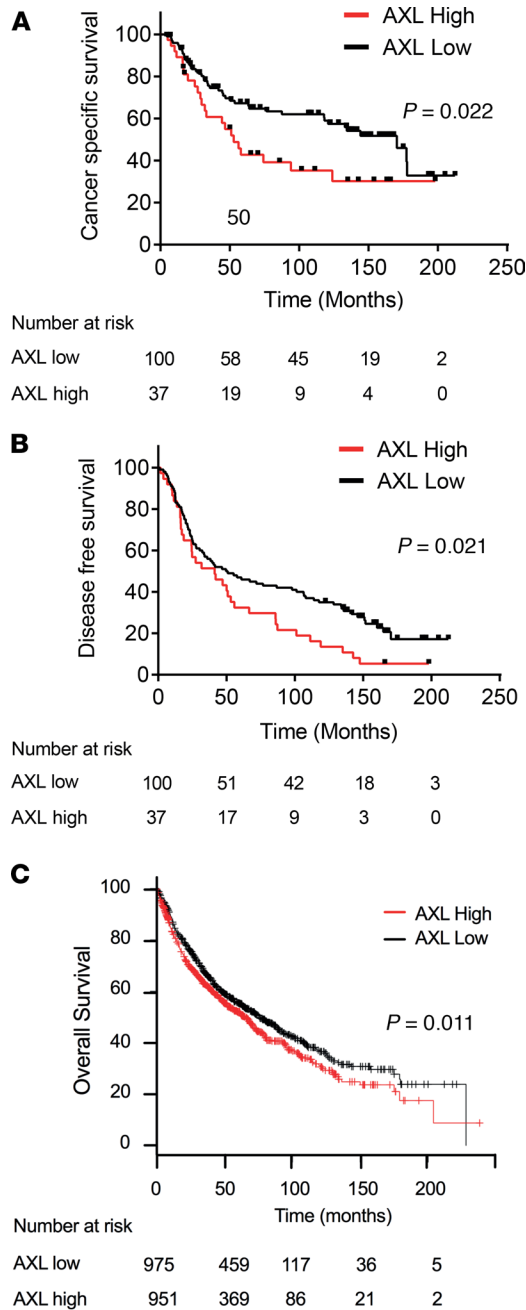 A
AXL High
AXL Low
Cancer specific survival
100
80
60
40
20
0
P = 0.022
50
0 50 100 150 200 250
Time (Months)
Number at risk
AXL low 100 58 45 19 2
AXL high 37 19 9 4 0
B
AXL High
AXL Low
Disease free survival
100
80
60
40
20
0
P = 0.021
0 50 100 150 200 250
Time (Months)
Number at risk
AXL low 100 51 42 18 3
AXL high 37 17 9 3 0
C
AXL High
AXL Low
Overall Survival
100
80
60
40
20
0
P = 0.011
0 50 100 150 200
Time (months)
Number at risk
AXL low 975 459 117 36 5
AXL high 951 369 86 21 2